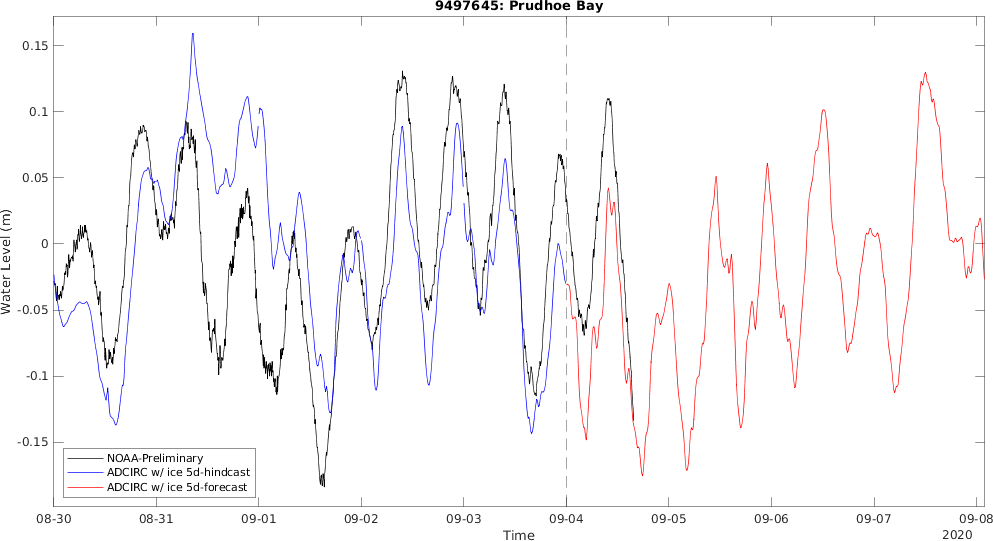 9497645: Prudhoe Bay
0.15
0.1
0.05
0
-0.05
-0.1
-0.15
Water Level (m)
NOAA-Preliminary
ADCIRC w/ ice 5d-hindcast
ADCIRC w/ ice 5d-forecast
08-30 08-31 09-01 09-02 09-03 09-04 09-05 09-06 09-07 09-08
Time
2020